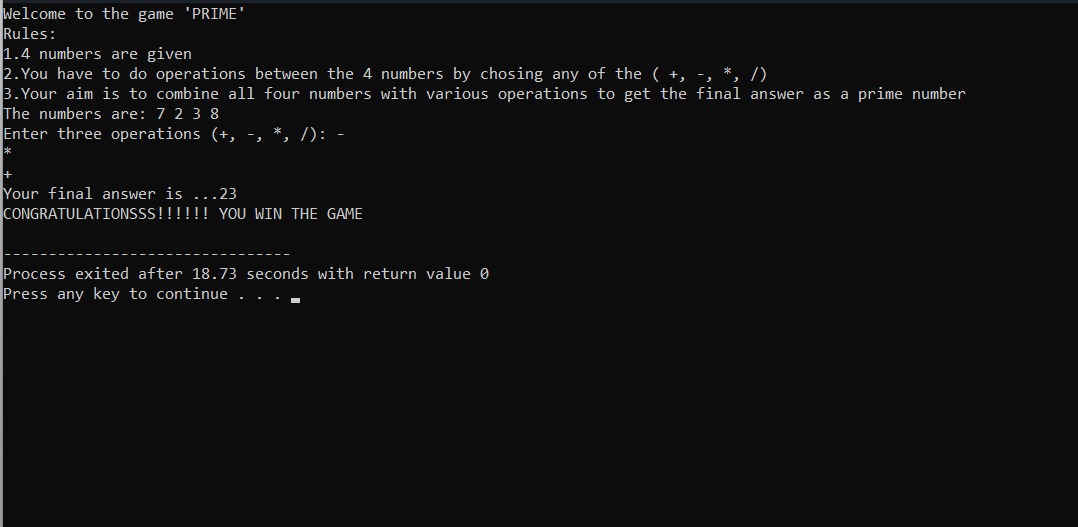 Welcome to the game 'PRIME'
Rules:
1.4 numbers are given
2.You have to do operations between the 4 numbers by chosing any of the ( +, -, *, /)
3.Your aim is to combine all four numbers with various operations to get the final answer as a prime number
The numbers are: 7 2 3 8
Enter three operations (+, -, *, /): -
*
+
Your final answer is ...23
CONGRATULATIONSSS!!!!!! YOU WIN THE GAME
--------------------------------
Process exited after 18.73 seconds with return value 0
Press any key to continue . . .